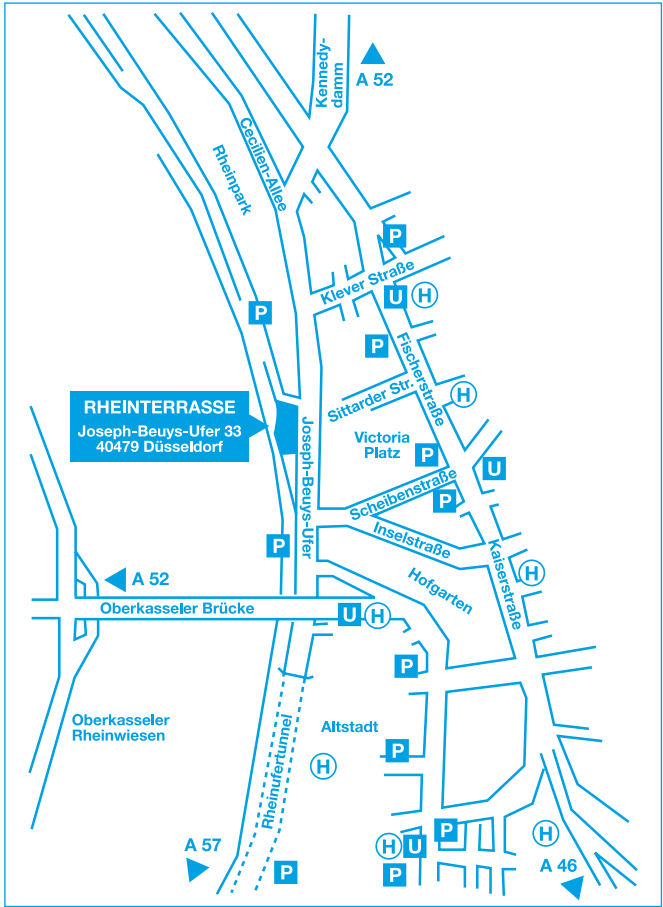 Kennedy-
damm
A 52
Cecilien-Allee
Rheinpark
P
Klever Straße
U H
P
P
Fischerstraße
RHEINTERRASSE
Joseph-Beuys-Ufer 33
40479 Düsseldorf
Sittarder Str.
H
Joseph-Beuys-Ufer
Victoria
Platz
P
U
Scheibenstraße
P
Inselstraße
P
Kaiserstraße
H
A 52
Hofgarten
Oberkasseler Brücke
U H
P
Oberkasseler
Rheinwiesen
Rheinufertunnel
Altstadt
P
H
P
H
A 57
H U
A 46
P
P